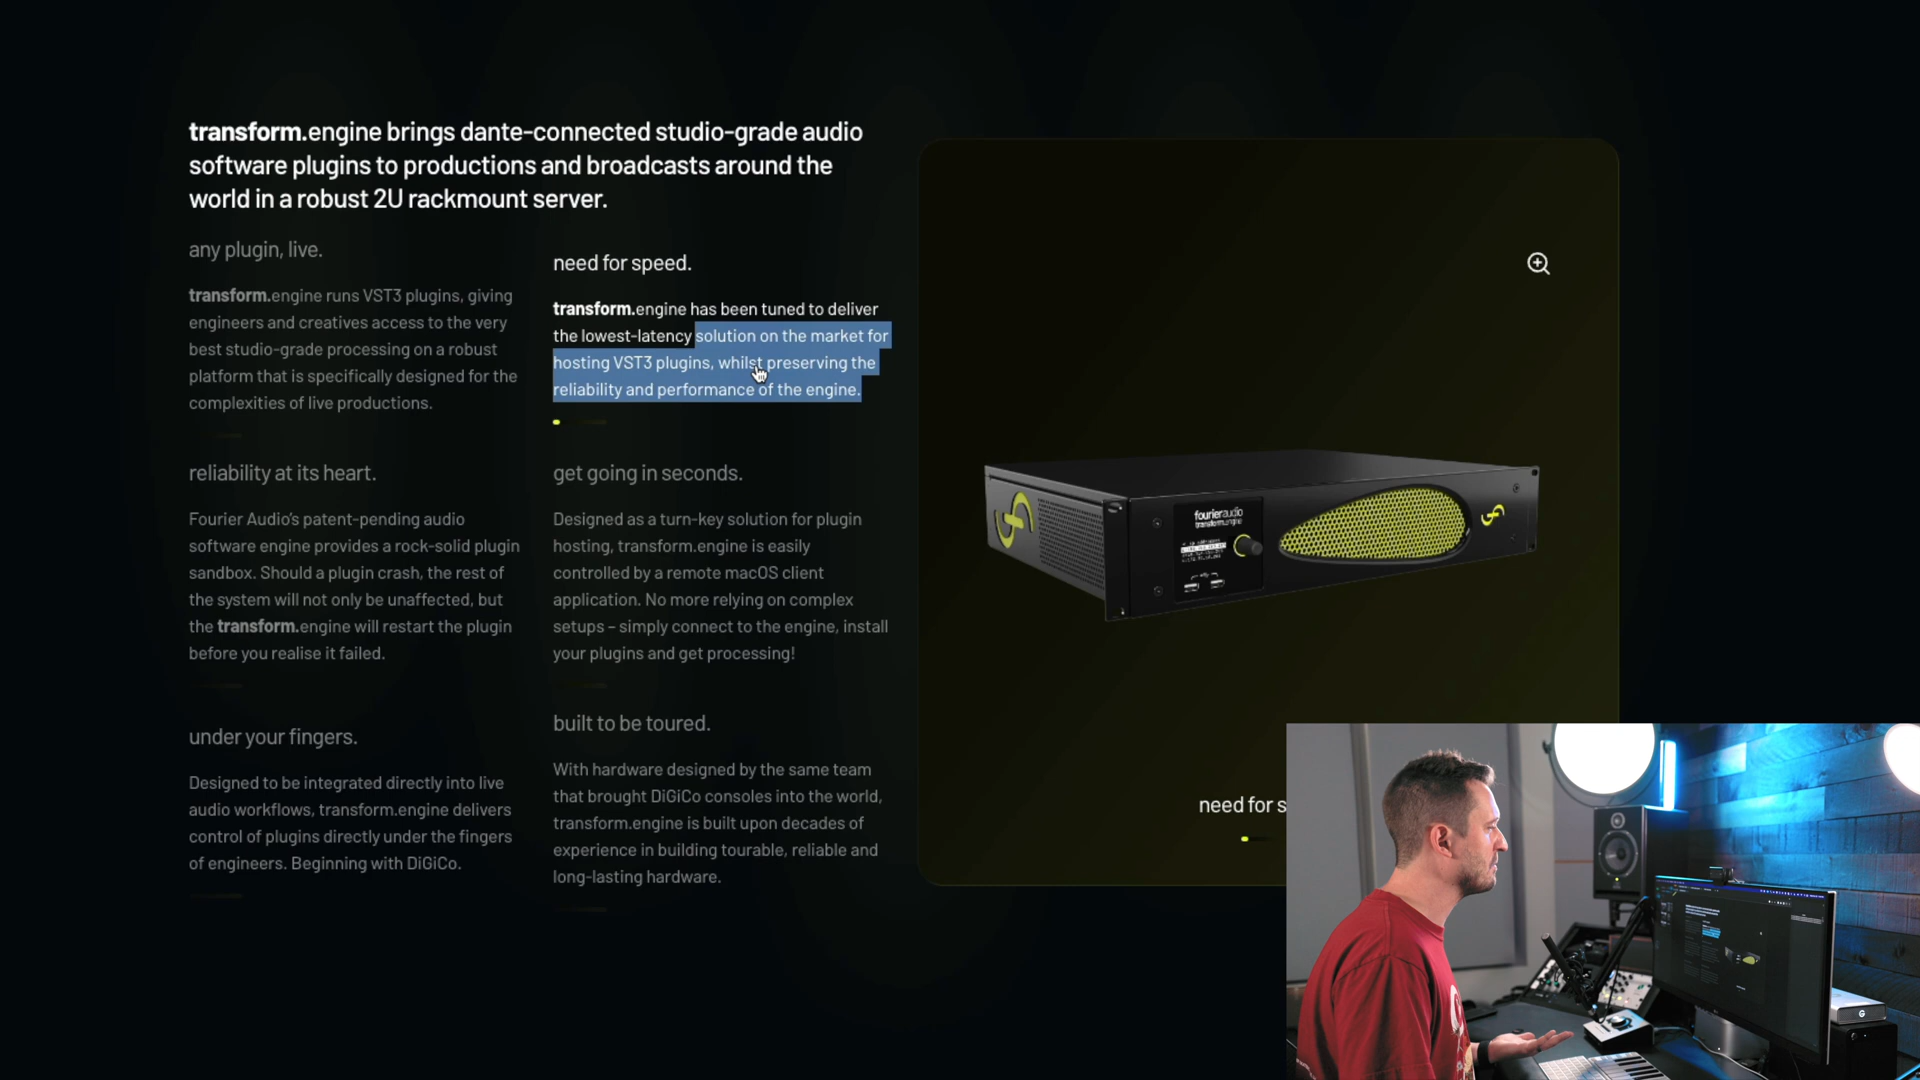 transform.engine brings dante-connected studio-grade audio
software plugins to productions and broadcasts around the
world in a robust 2U rackmount server.
any plugin, live.
transform.engine runs VST3 plugins, giving
engineers and creatives access to the very
best studio-grade processing on a robust
platform that is specifically designed for the
complexities of live productions.
need for speed.
transform.engine has been tuned to deliver
the lowest-latency solution on the market for
hosting VST3 plugins, whilst preserving the
reliability and performance of the engine.
reliability at its heart.
Fourier Audio's patent-pending audio
software engine provides a rock-solid plugin
sandbox. Should a plugin crash, the rest of
the system will not only be unaffected, but
the transform.engine will restart the plugin
before you realise it failed.
get going in seconds.
Designed as a turn-key solution for plugin
hosting, transform.engine is easily
controlled by a remote macOS client
application. No more relying on complex
setups – simply connect to the engine, install
your plugins and get processing!
under your fingers.
Designed to be integrated directly into live
audio workflows, transform.engine delivers
control of plugins directly under the fingers
of engineers. Beginning with DiGiCo.
built to be toured.
With hardware designed by the same team
that brought DiGiCo consoles into the world,
transform.engine is built upon decades of
experience in building tourable, reliable and
long-lasting hardware.
fourieraudio
transform.engine
need for s